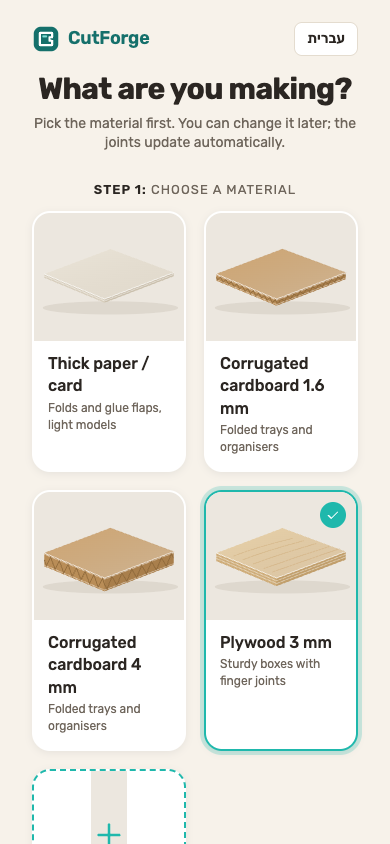 CutForge
עברית
What are you making?
Pick the material first. You can change it later; the
joints update automatically.
STEP 1: CHOOSE A MATERIAL
Thick paper /
card
Folds and glue flaps,
light models
Corrugated
cardboard 1.6
mm
Folded trays and
organisers
Corrugated
cardboard 4
mm
Folded trays and
organisers
Plywood 3 mm
Sturdy boxes with
finger joints